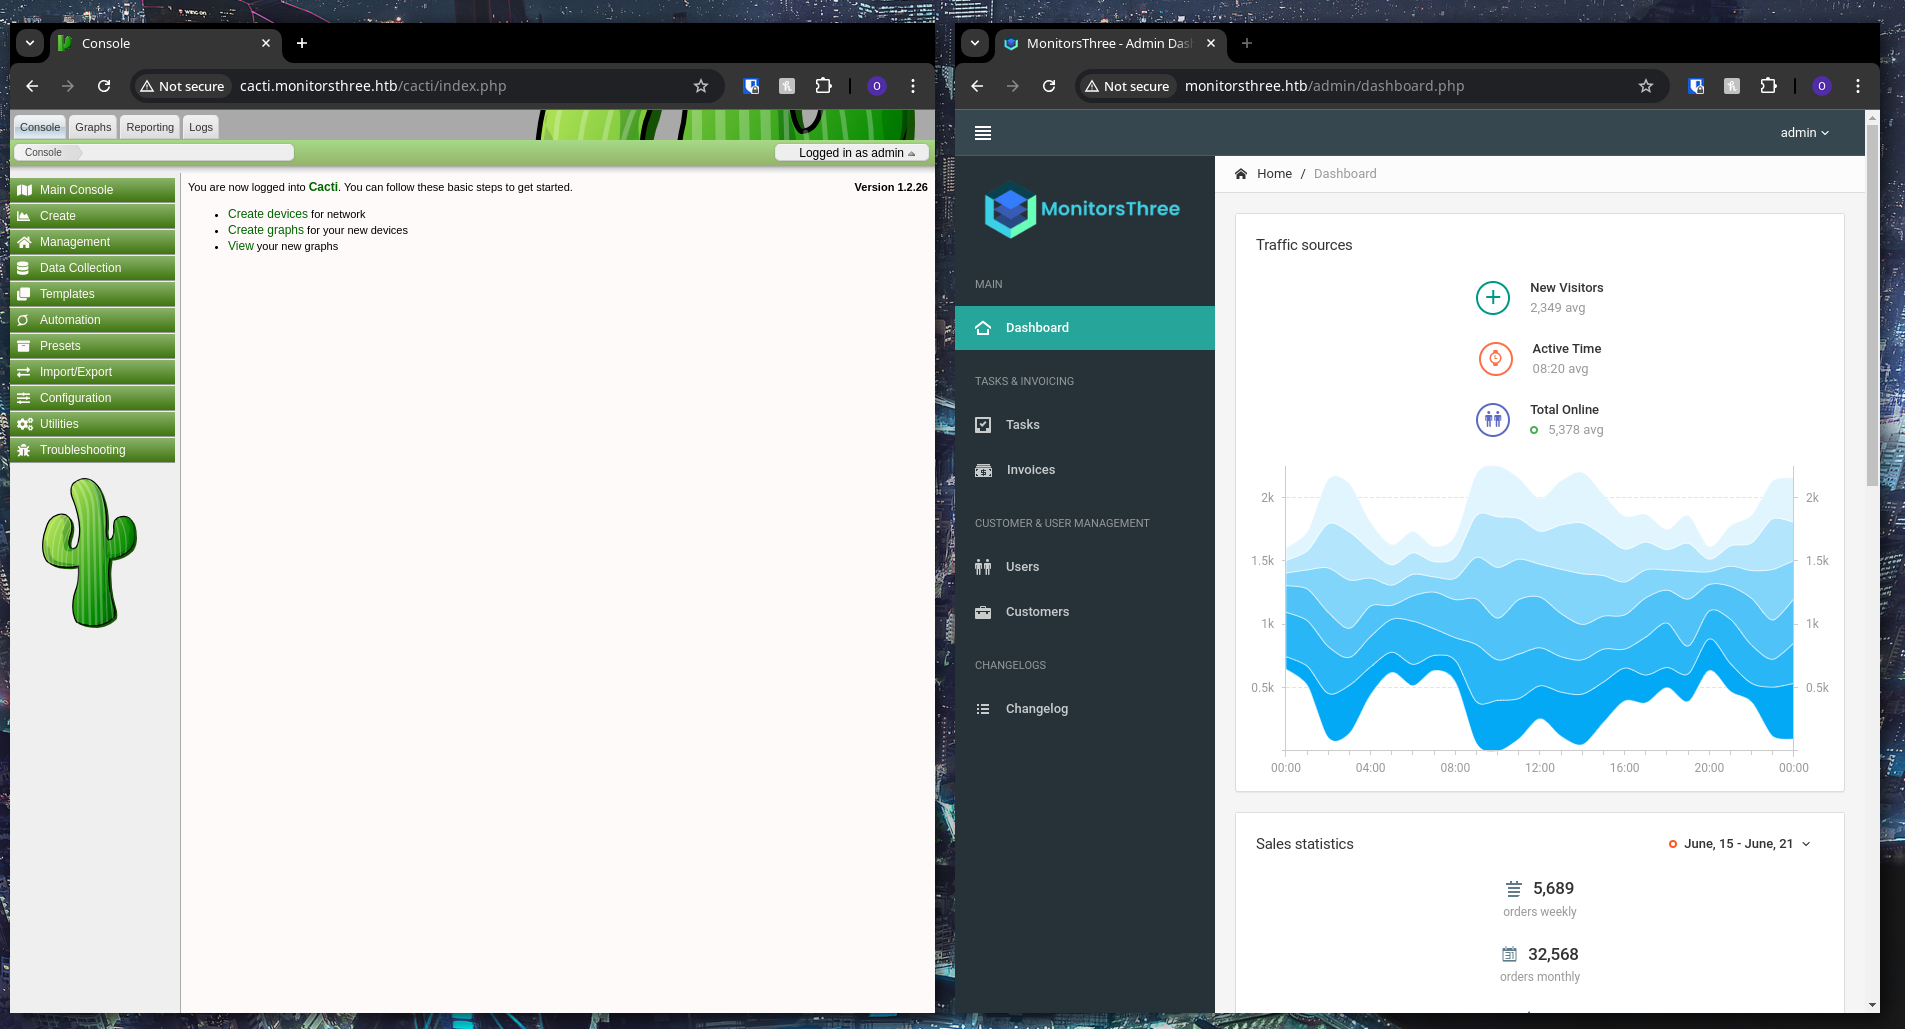 Console
Not secure
cacti.monitorsthree.htb/cacti/index.php
O
Console
Graphs
Reporting
Logs
Console
Logged in as admin
Main Console
Create
Management
Data Collection
Templates
Automation
Presets
Import/Export
Configuration
Utilities
Troubleshooting
You are now logged into Cacti. You can follow these basic steps to get started.
Version 1.2.26
Create devices for network
Create graphs for your new devices
View your new graphs
MonitorsThree - Admin Das
Not secure
monitorsthree.htb/admin/dashboard.php
O
admin
MonitorsThree
MAIN
Dashboard
TASKS & INVOICING
Tasks
Invoices
CUSTOMER & USER MANAGEMENT
Users
Customers
CHANGELOGS
Changelog
Home / Dashboard
Traffic sources
New Visitors
2,349 avg
Active Time
08:20 avg
Total Online
5,378 avg
2k 2k
1.5k 1.5k
1k 1k
0.5k 0.5k
00:00 04:00 08:00 12:00 16:00 20:00 00:00
Sales statistics
June, 15 - June, 21
5,689
orders weekly
32,568
orders monthly